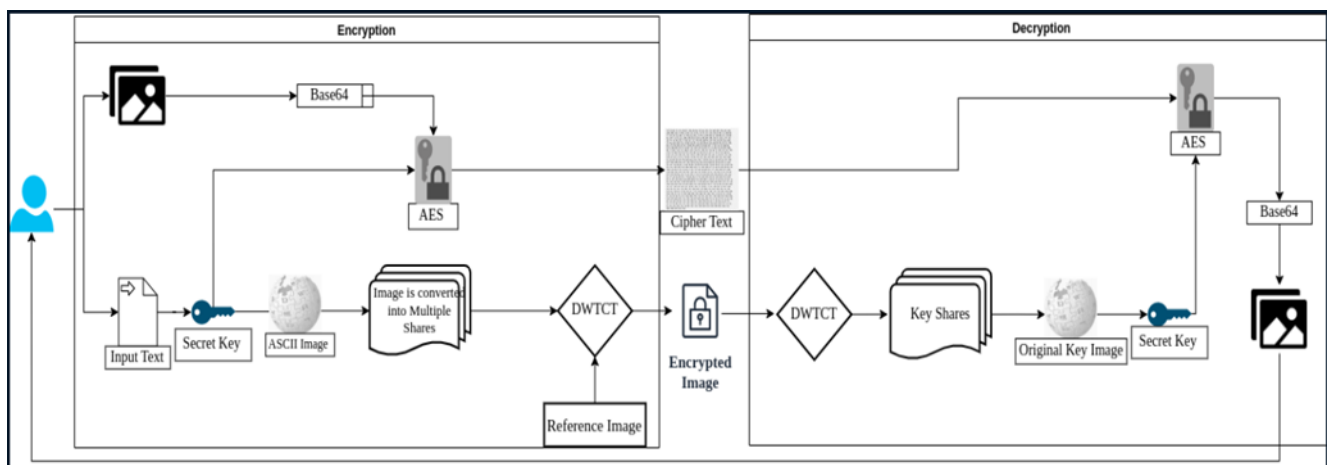 Encryption
Decryption
Base64
AES
Cipher Text
AES
Base64
Input Text
Secret Key
ASCII Image
Image is converted
into Multiple
Shares
DWTCT
Reference Image
Encrypted
Image
DWTCT
Key Shares
Original Key Image
Secret Key